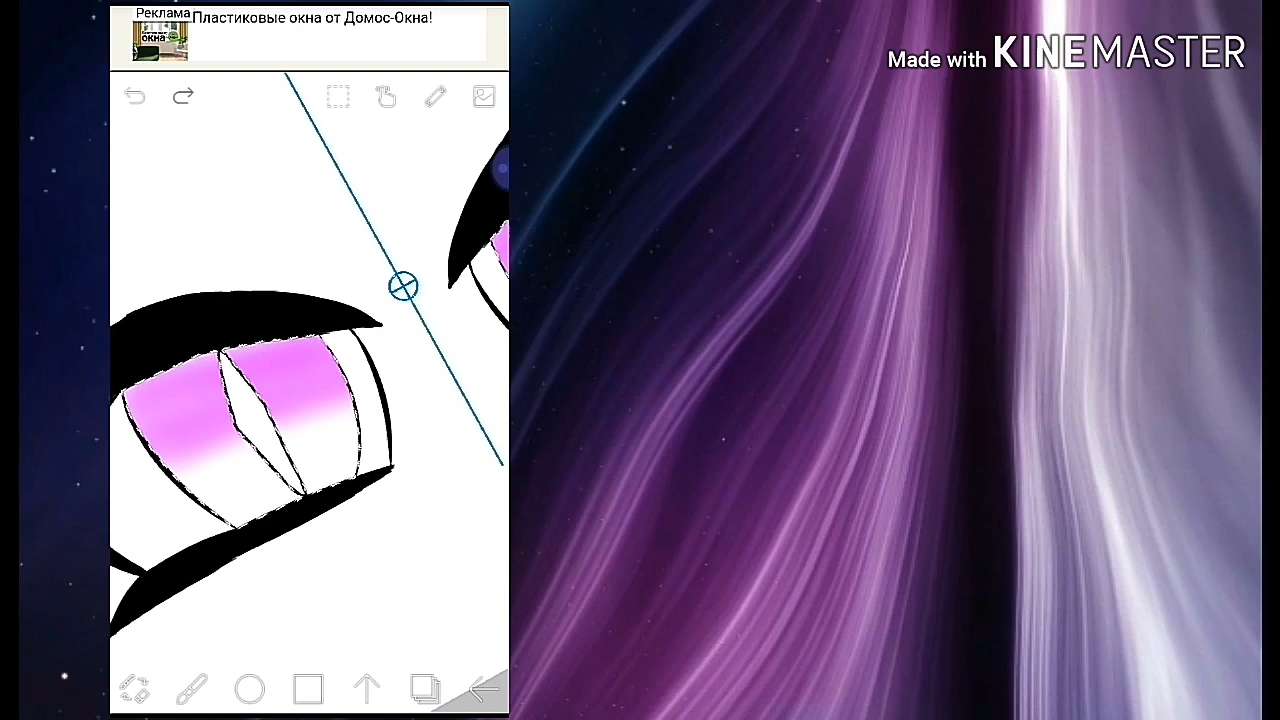 Реклама
Пластиковые окна от Домос-Окна!
окна
Made with KINEMASTER